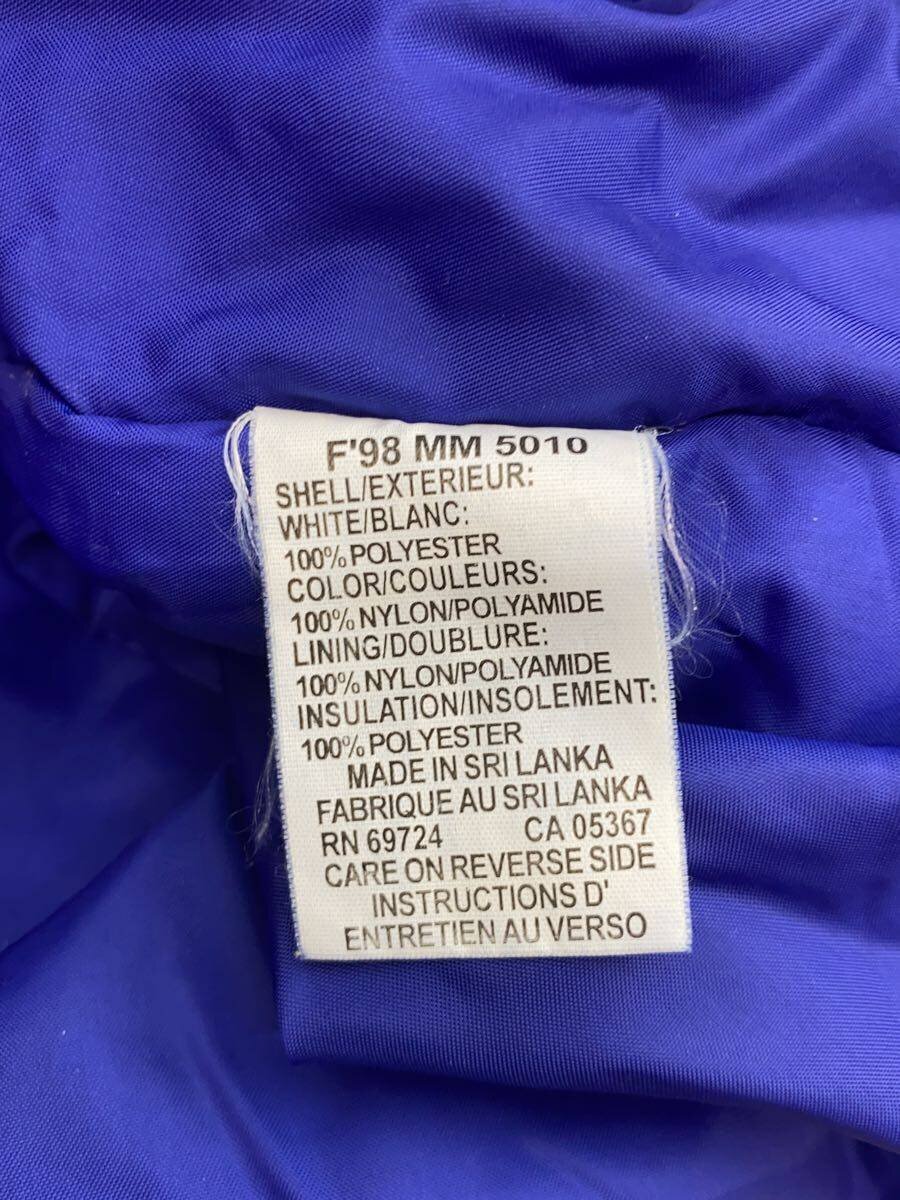 F'98 MM 5010
SHELL/EXTERIEUR:
WHITE/BLANC:
100% POLYESTER
COLOR/COULEURS:
100% NYLON/POLYAMIDE
LINING/DOUBLURE:
100% NYLON/POLYAMIDE
INSULATION/INSOLEMENT:
100% POLYESTER
MADE IN SRI LANKA
FABRIQUE AU SRI LANKA
RN 69724 CA 05367
CARE ON REVERSE SIDE
INSTRUCTIONS D'
ENTRETIEN AU VERSO